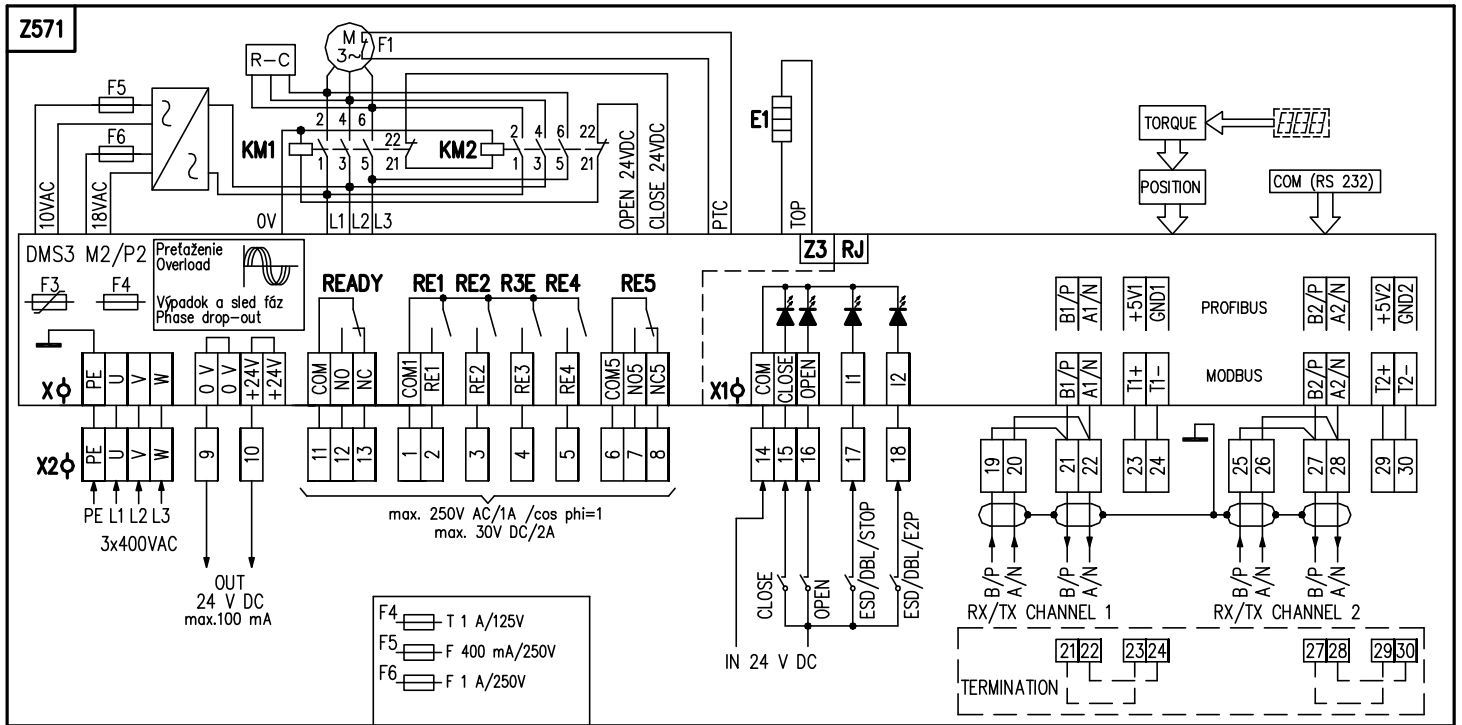 Z571
M
3~
F1
R-C
F5
F6
10VAC
18VAC
2 4 6
22
KM1
1 3 5
21
2 4 6
22
KM2
1 3 5
21
0V
L1 L2 L3
OPEN 24VDC
CLOSE 24VDC
PTC
E1
TOP
TORQUE
POSITION
COM (RS 232)
DMS3 M2/P2
F3
F4
Preťaženie
Overload
Výpadok a sled fáz
Phase drop-out
READY
RE1 RE2 R3E RE4
RE5
Z3 RJ
X
PE
U
V
W
0 V
0 V
+24V
+24V
COM
NO
NC
COM1
RE1
RE2
RE3
RE4
COM5
NO5
NC5
X1
COM
CLOSE
OPEN
I1
I2
B1/P
A1/N
+5V1
GND1
PROFIBUS
B2/P
A2/N
+5V2
GND2
B1/P
A1/N
T1+
T1-
MODBUS
B2/P
A2/N
T2+
T2-
X2
PE
U
V
W
9
10
11
12
13
1
2
3
4
5
6
7
8
14
15
16
17
18
19
20
21
22
23
24
25
26
27
28
29
30
PE L1 L2 L3
3x400VAC
OUT
24 V DC
max.100 mA
max. 250V AC/1A /cos phi=1
max. 30V DC/2A
F4 T 1 A/125V
F5 F 400 mA/250V
F6 F 1 A/250V
CLOSE
OPEN
ESD/DBL/STOP
ESD/DBL/E2P
IN 24 V DC
B/P
A/N
B/P
A/N
RX/TX CHANNEL 1
B/P
A/N
B/P
A/N
RX/TX CHANNEL 2
21 22 23 24
27 28 29 30
TERMINATION